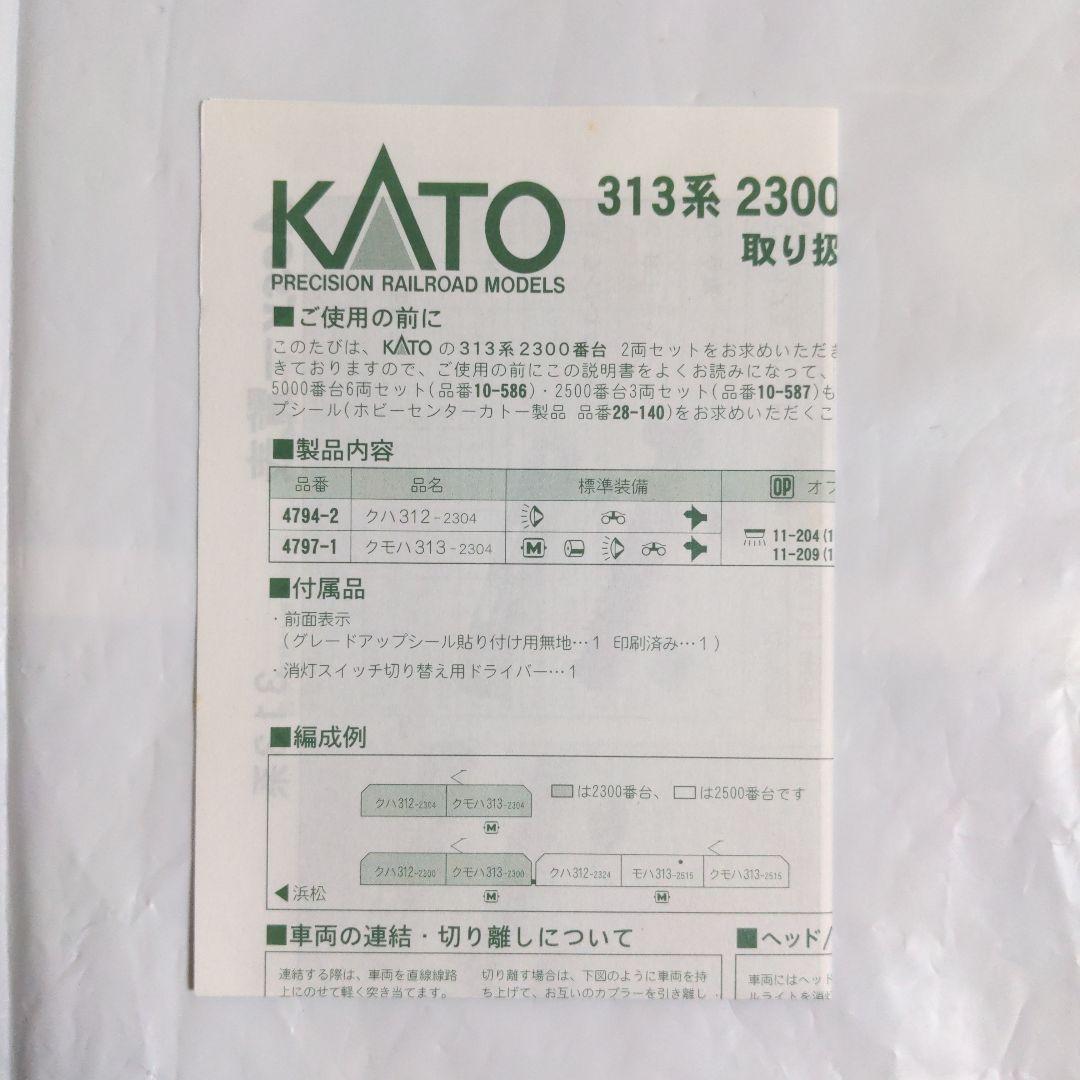 KATO
PRECISION RAILROAD MODELS
313系 2300
取り扱
■ご使用の前に
このたびは、KATOの313系2300番台 2両セットをお求めいただき
きておりますので、ご使用の前にこの説明書をよくお読みになって、
5000番台6両セット(品番10-586)・2500番台3両セット(品番10-587)も
プシール(ホビーセンターカトー製品 品番28-140)をお求めいただくこ
■製品内容
品番 品名 標準装備 OP オプ
4794-2 クハ312-2304
4797-1 クモハ313-2304 M
11-204(1
11-209(1
■付属品
・前面表示
(グレードアップシール貼り付け用無地…1 印刷済み…1)
・消灯スイッチ切り替え用ドライバー…1
■編成例
クハ312-2304 クモハ313-2304 は2300番台、 は2500番台です
M
クハ312-2300 クモハ313-2300 クハ312-2324 モハ313-2515 クモハ313-2515
◀浜松 M M
■車両の連結・切り離しについて
連結する際は、車両を直線線路
上にのせて軽く突き当てます。
切り離す場合は、下図のように車両を持
ち上げて、お互いのカプラーを引き離し
■ヘッド/
車両にはヘッド
ルライトを消灯